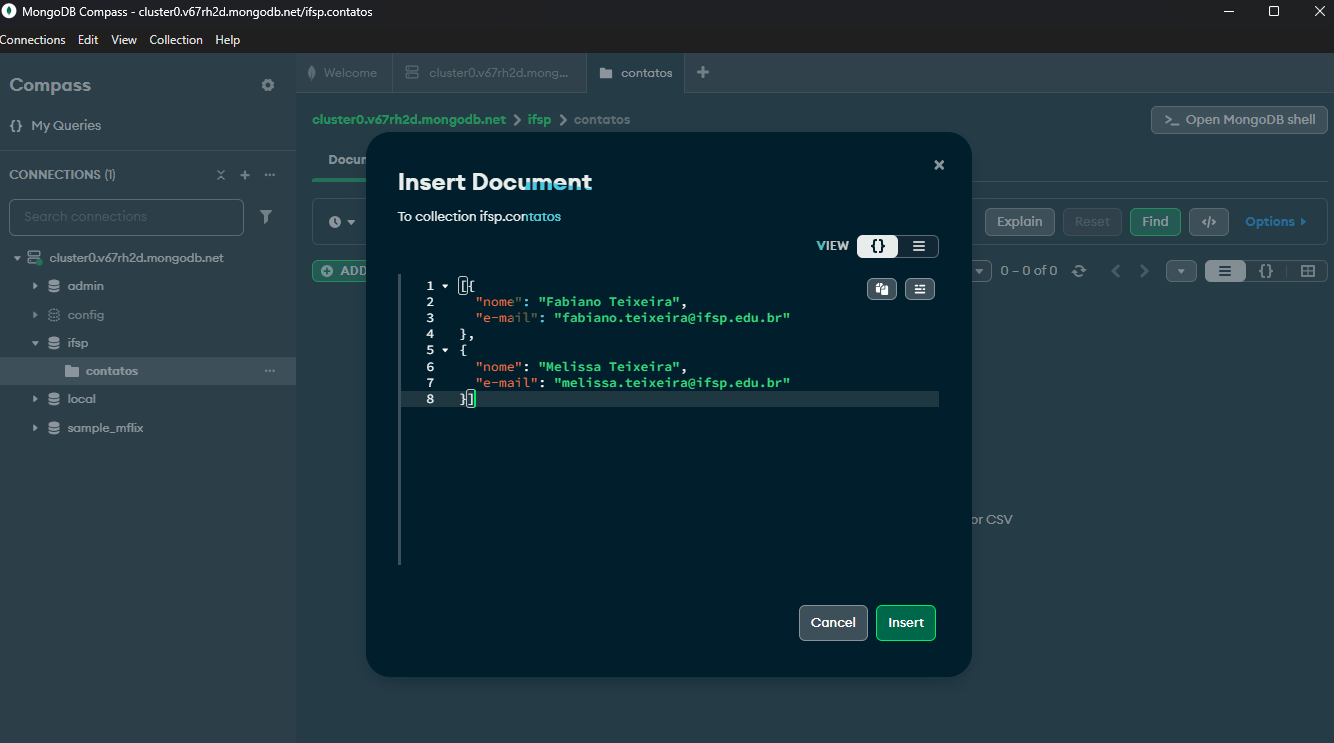 MongoDB Compass - cluster0.v67rh2d.mongodb.net/ifsp.contatos
Connections Edit View Collection Help
Compass
Welcome
cluster0.v67rh2d.mong...
contatos
My Queries
cluster0.v67rh2d.mongodb.net > ifsp > contatos
>_ Open MongoDB shell
CONNECTIONS (1)
Search connections
cluster0.v67rh2d.mongodb.net
admin
config
ifsp
contatos
local
sample_mflix
Explain Reset Find </> Options
ADD
0 – 0 of 0
{}
or CSV
Insert Document
To collection ifsp.contatos
VIEW {}
1 [{
2 "nome": "Fabiano Teixeira",
3 "e-mail": "fabiano.teixeira@ifsp.edu.br"
4 },
5 {
6 "nome": "Melissa Teixeira",
7 "e-mail": "melissa.teixeira@ifsp.edu.br"
8 }]
Cancel Insert